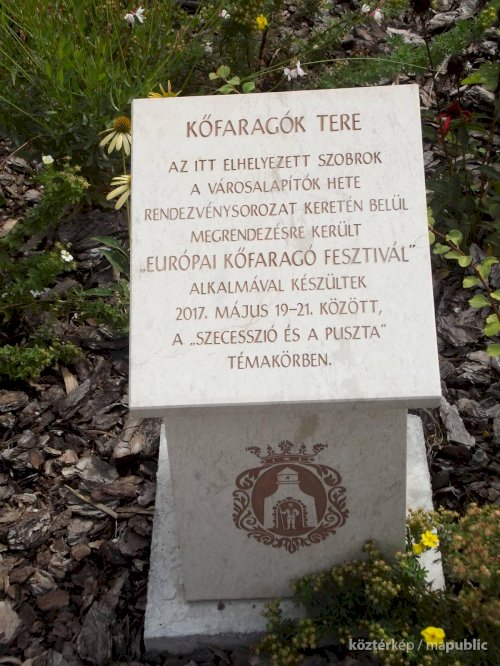 KŐFARAGÓK TERE
AZ ITT ELHELYEZETT SZOBROK
A VÁROSALAPÍTÓK HETE
RENDEZVÉNYSOROZAT KERETÉN BELÜL
MEGRENDEZÉSRE KERÜLT
„EURÓPAI KŐFARAGÓ FESZTIVÁL”
ALKALMÁVAL KÉSZÜLTEK
2017. MÁJUS 19–21. KÖZÖTT,
A „SZECESSZIÓ ÉS A PUSZTA”
TÉMAKÖRBEN.
köztérkép / mapublic